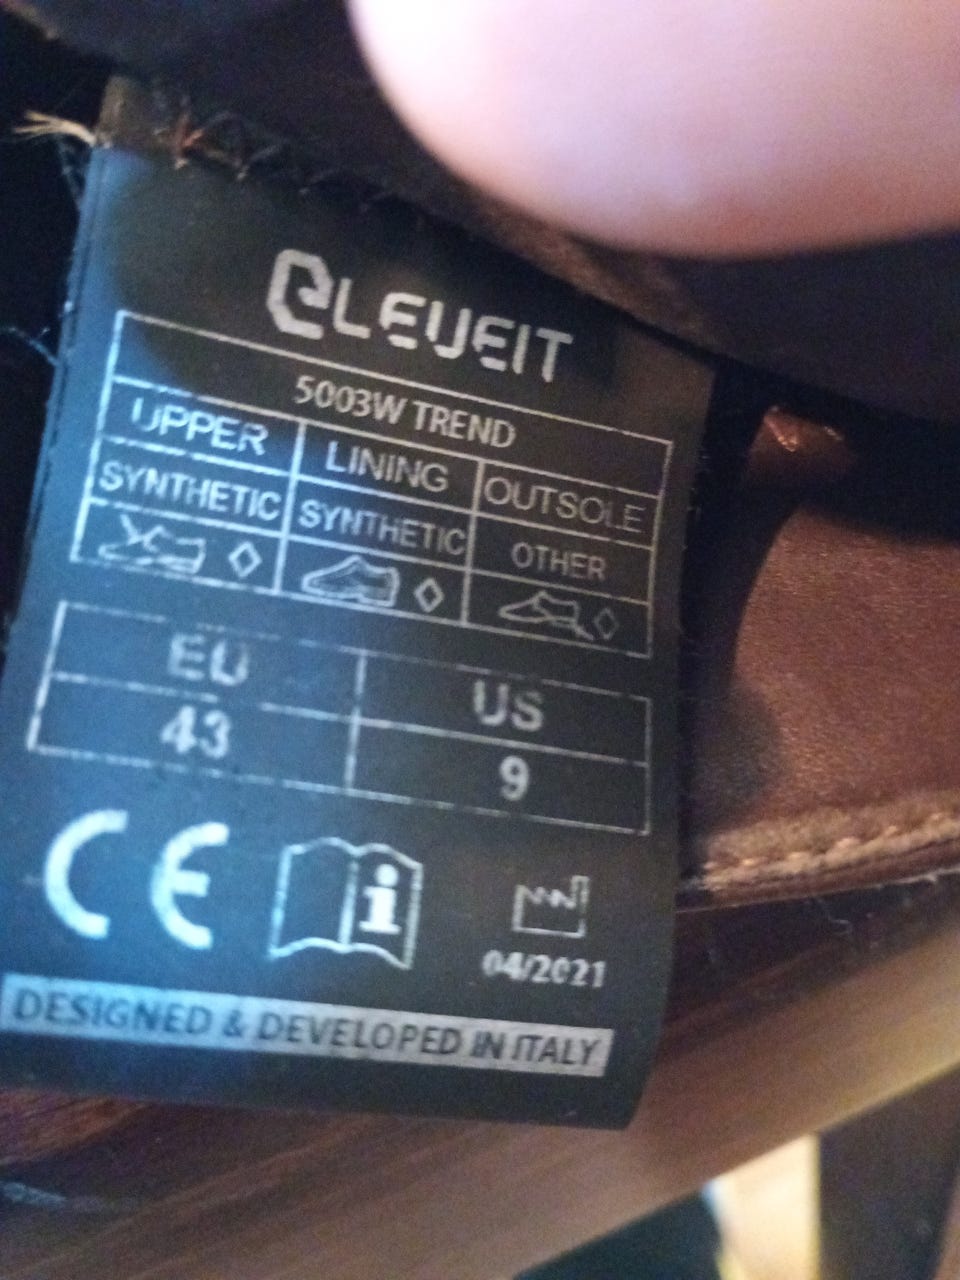 eLEVEIT
5003W TREND
UPPER LINING OUTSOLE
SYNTHETIC SYNTHETIC OTHER
EU US
43 9
CE
i
04/2021
DESIGNED & DEVELOPED IN ITALY